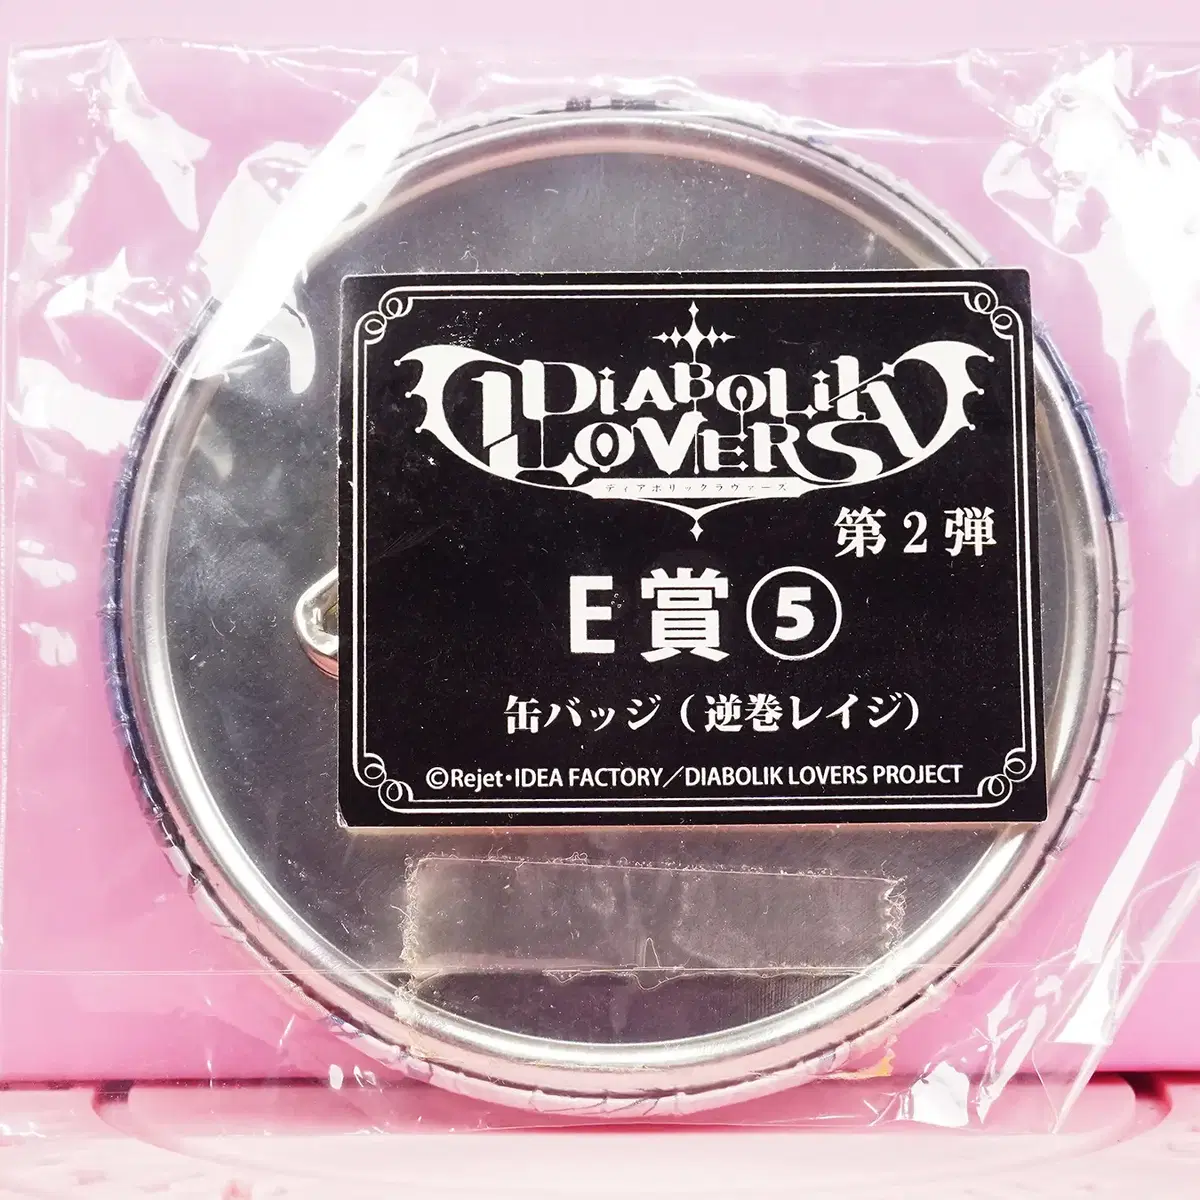 DIABOLIK
LOVERS
ディアボリックラヴァーズ
第2弾
E賞⑤
缶バッジ(逆巻レイジ)
©Rejet・IDEA FACTORY／DIABOLIK LOVERS PROJECT